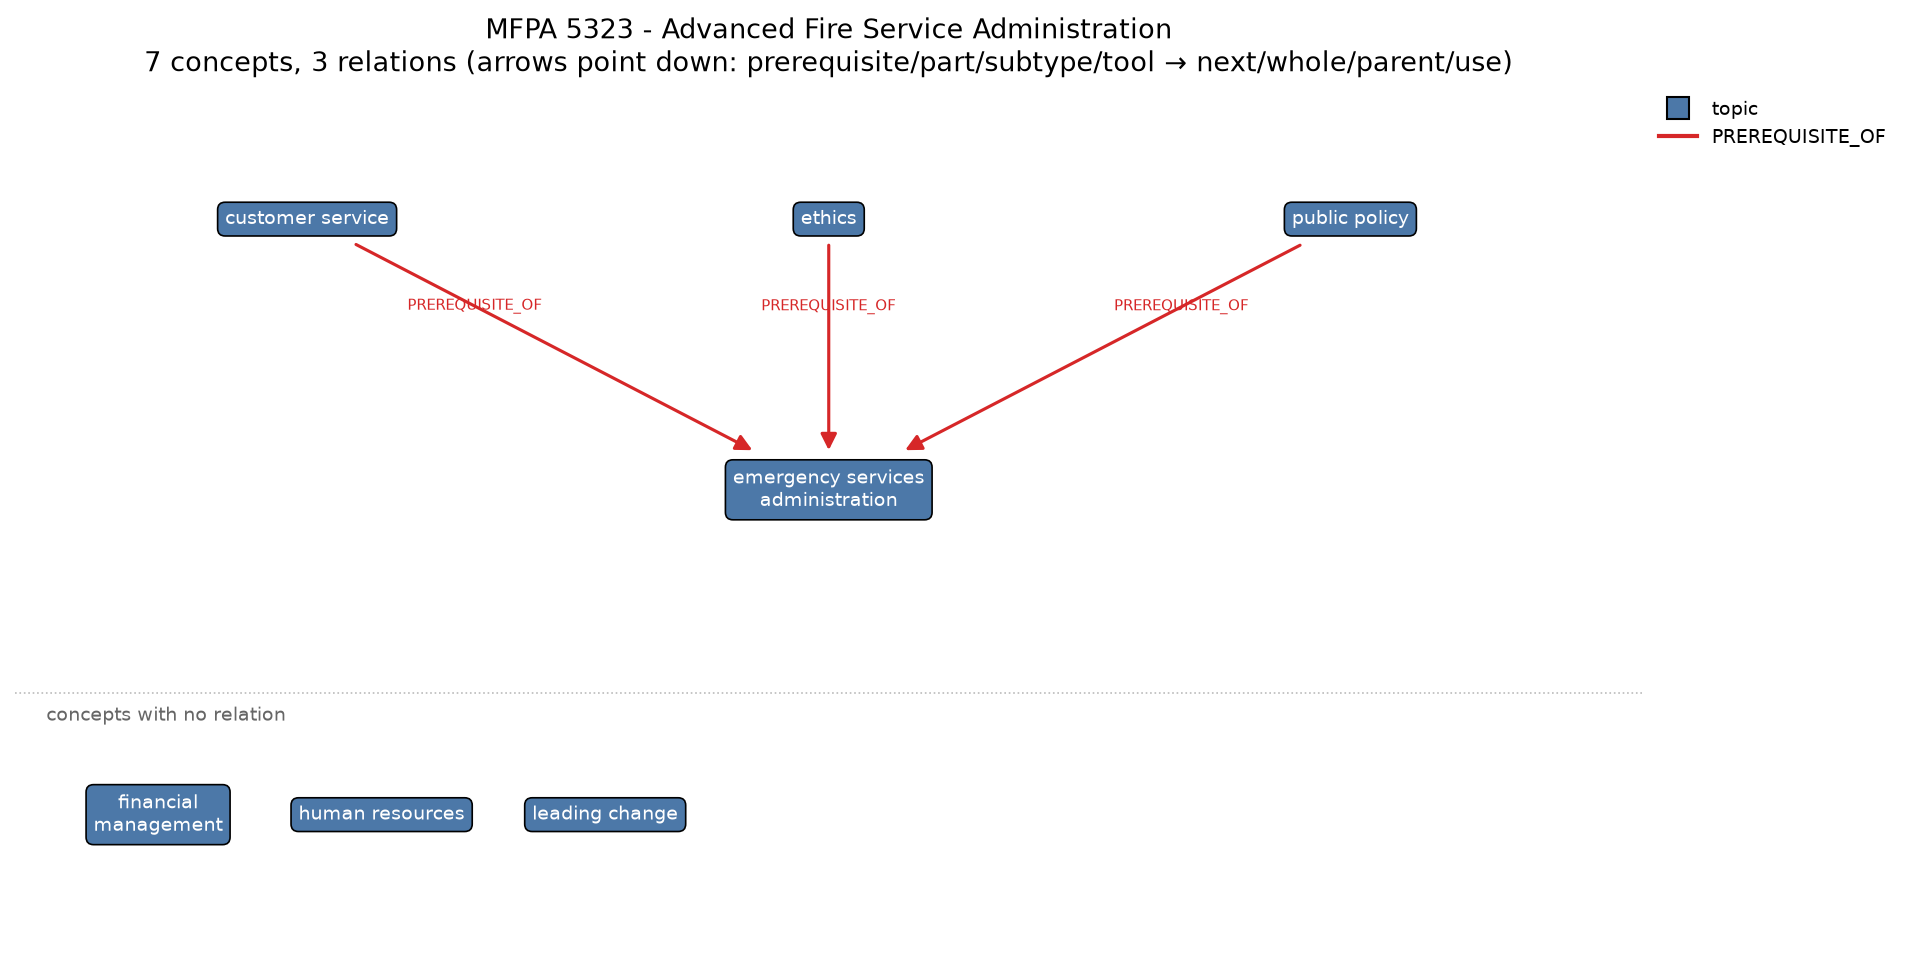 MFPA 5323 - Advanced Fire Service Administration
7 concepts, 3 relations (arrows point down: prerequisite/part/subtype/tool → next/whole/parent/use)
topic
PREREQUISITE_OF
customer service
ethics
public policy
PREREQUISITE_OF
PREREQUISITE_OF
PREREQUISITE_OF
emergency services
administration
concepts with no relation
financial
management
human resources
leading change